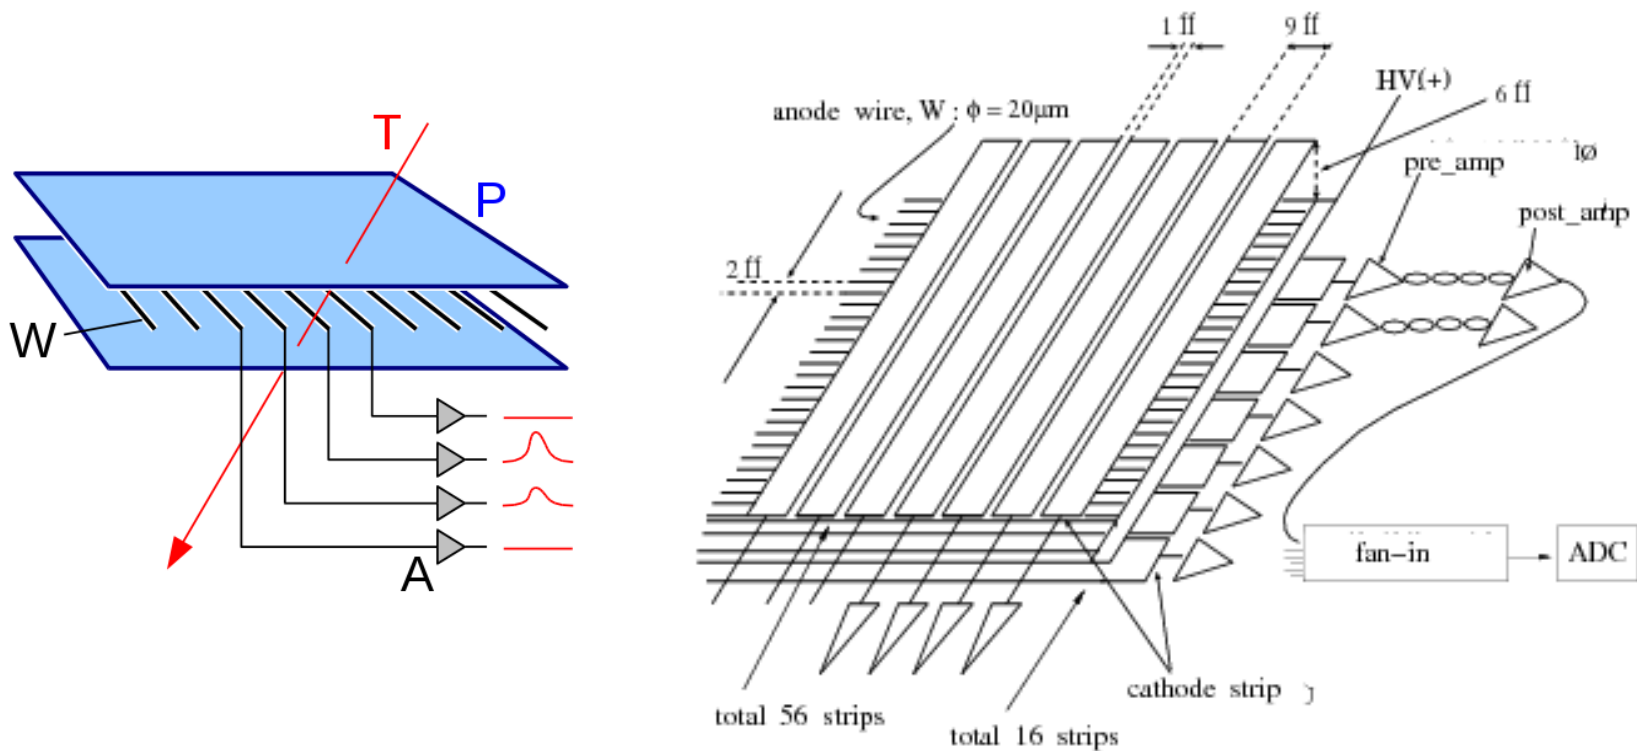 T
P
W
A
1 ff
9 ff
HV(+)
6 ff
anode wire, W : ϕ = 20μm
pre_amp
post_amp
2 ff
fan-in
ADC
cathode strip
total 56 strips
total 16 strips